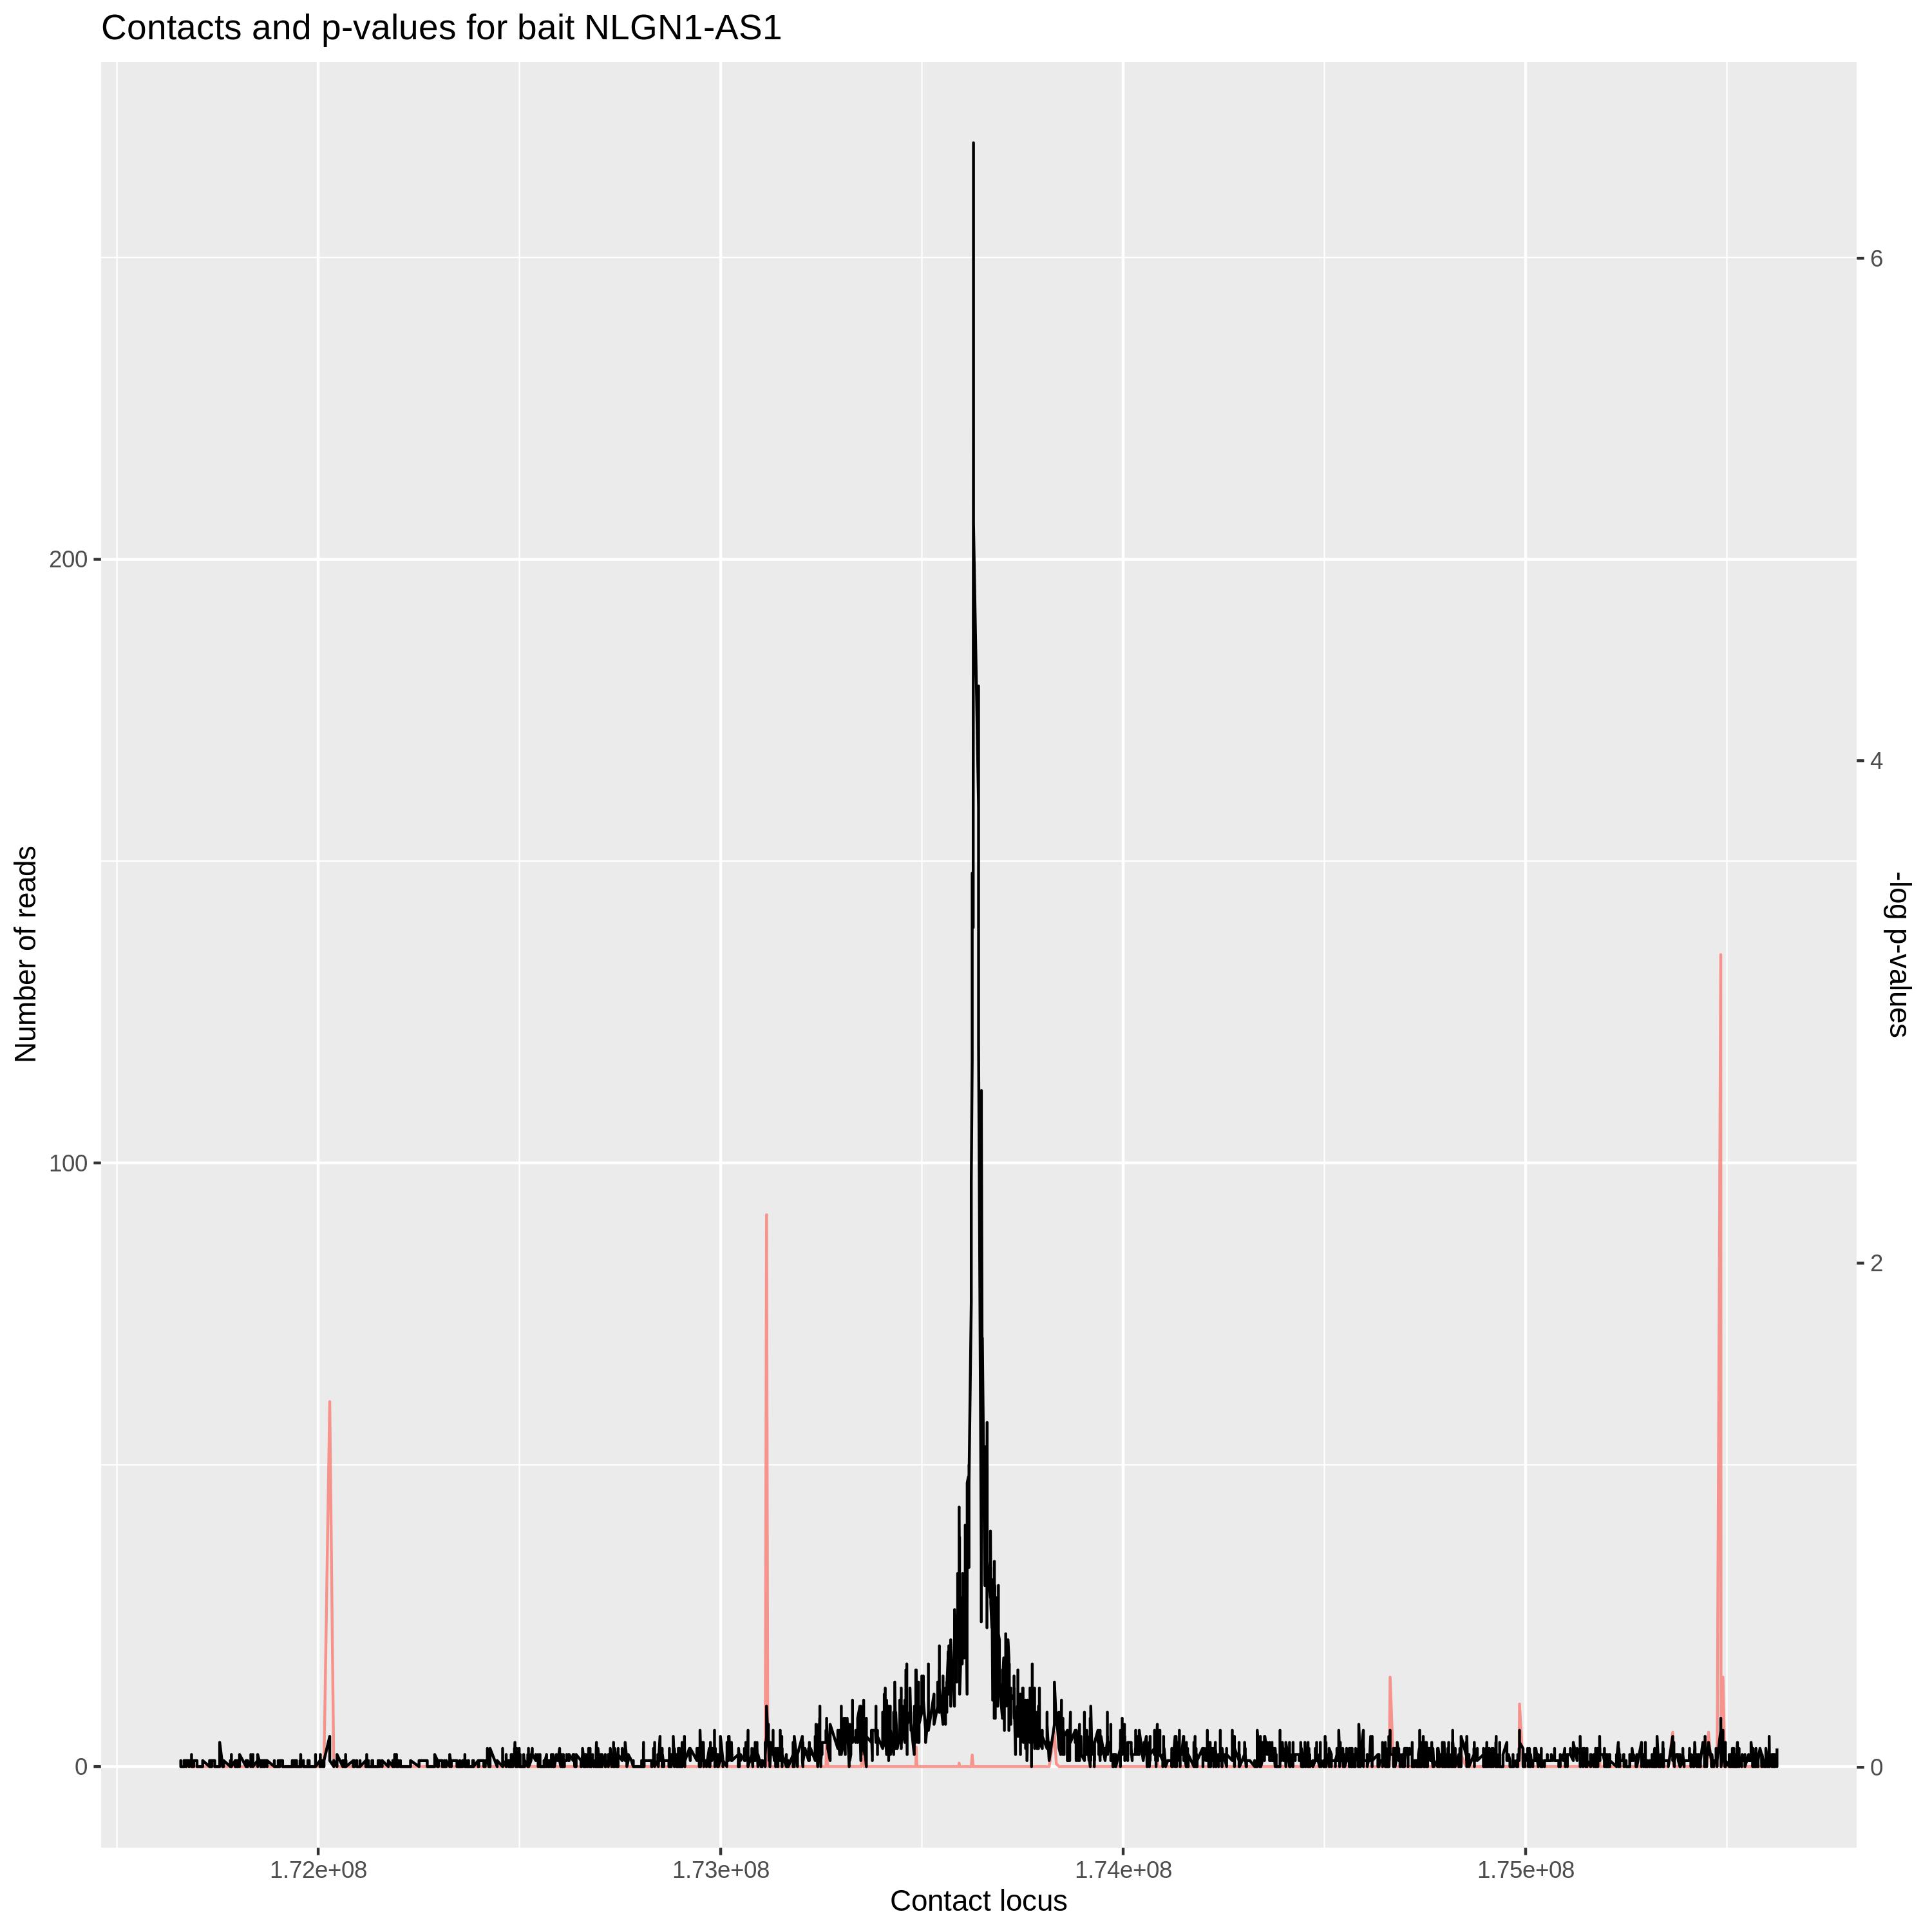 Contacts and p-values for bait NLGN1-AS1
Number of reads
200
100
0
6
4
2
0
-log p-values
1.72e+08 1.73e+08 1.74e+08 1.75e+08
Contact locus